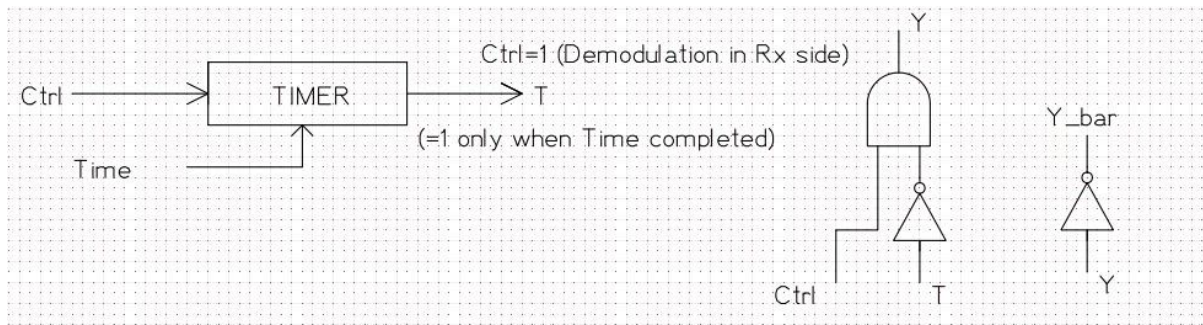 Ctrl
TIMER
Ctrl=1 (Demodulation in Rx side)
T
(=1 only when Time completed)
Time
Y
Ctrl
T
Y_bar
Y